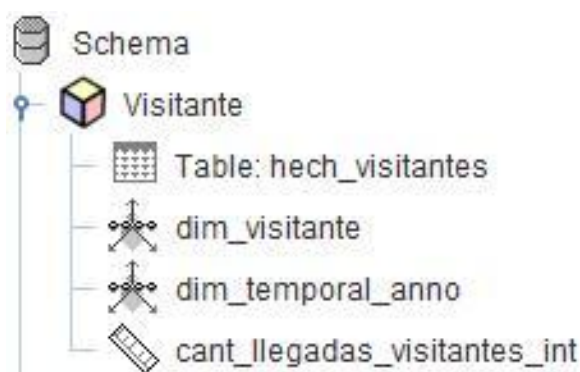 Schema
Visitante
Table: hech_visitantes
dim_visitante
dim_temporal_anno
cant_llegadas_visitantes_int